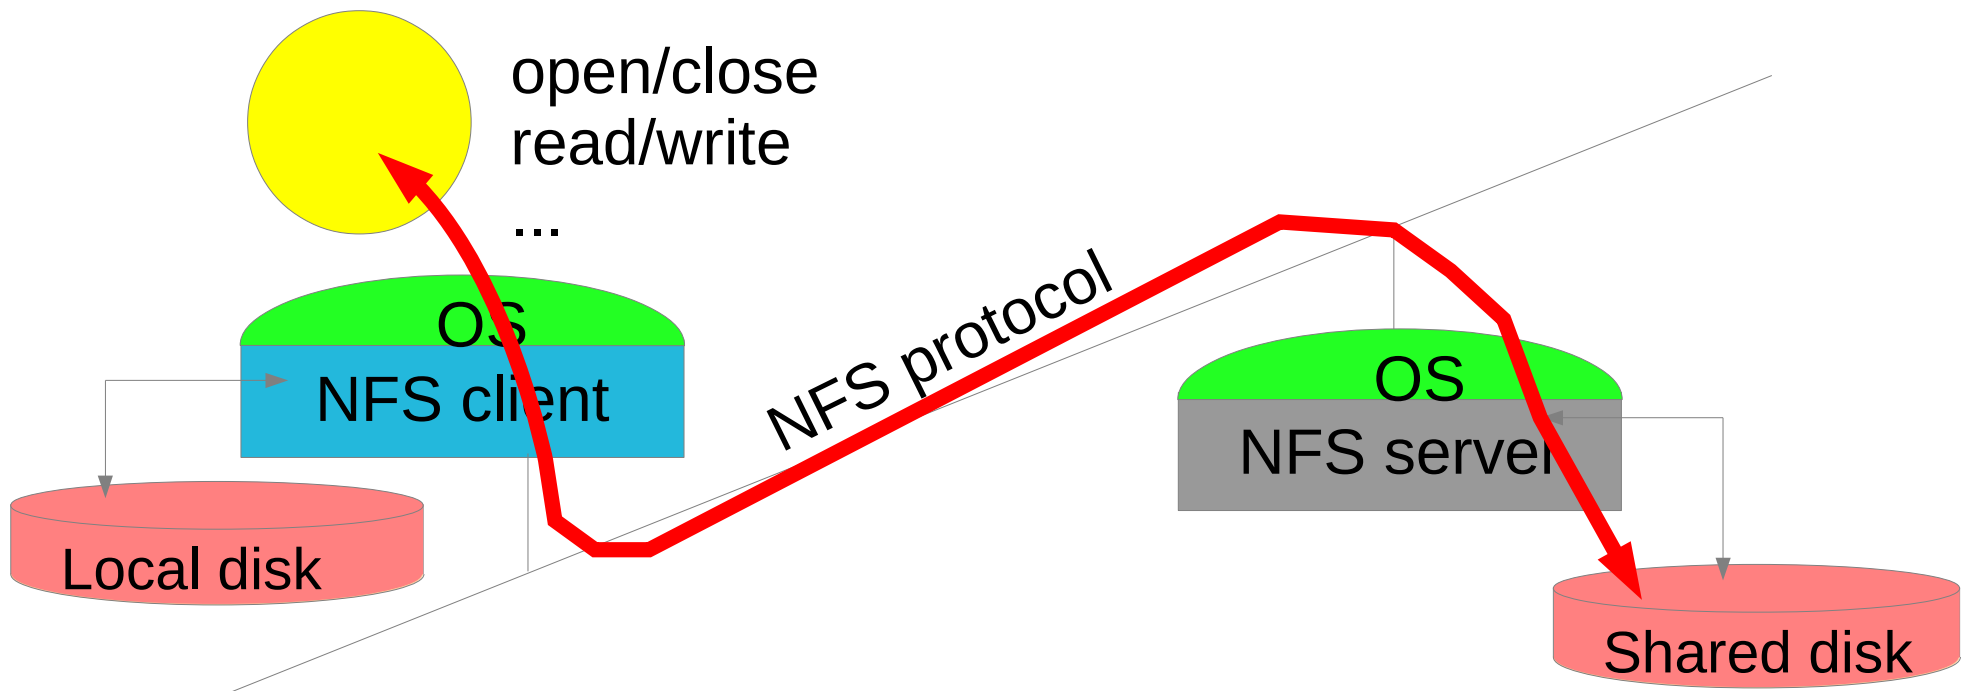 open/close
read/write
...
OS
NFS client
Local disk
NFS protocol
OS
NFS server
Shared disk